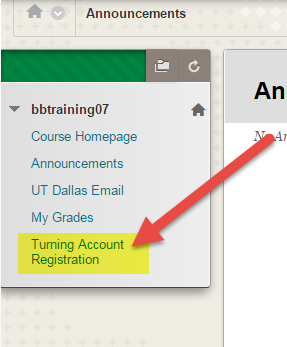 Announcements
bbtraining07
Course Homepage
Announcements
UT Dallas Email
My Grades
Turning Account
Registration
An